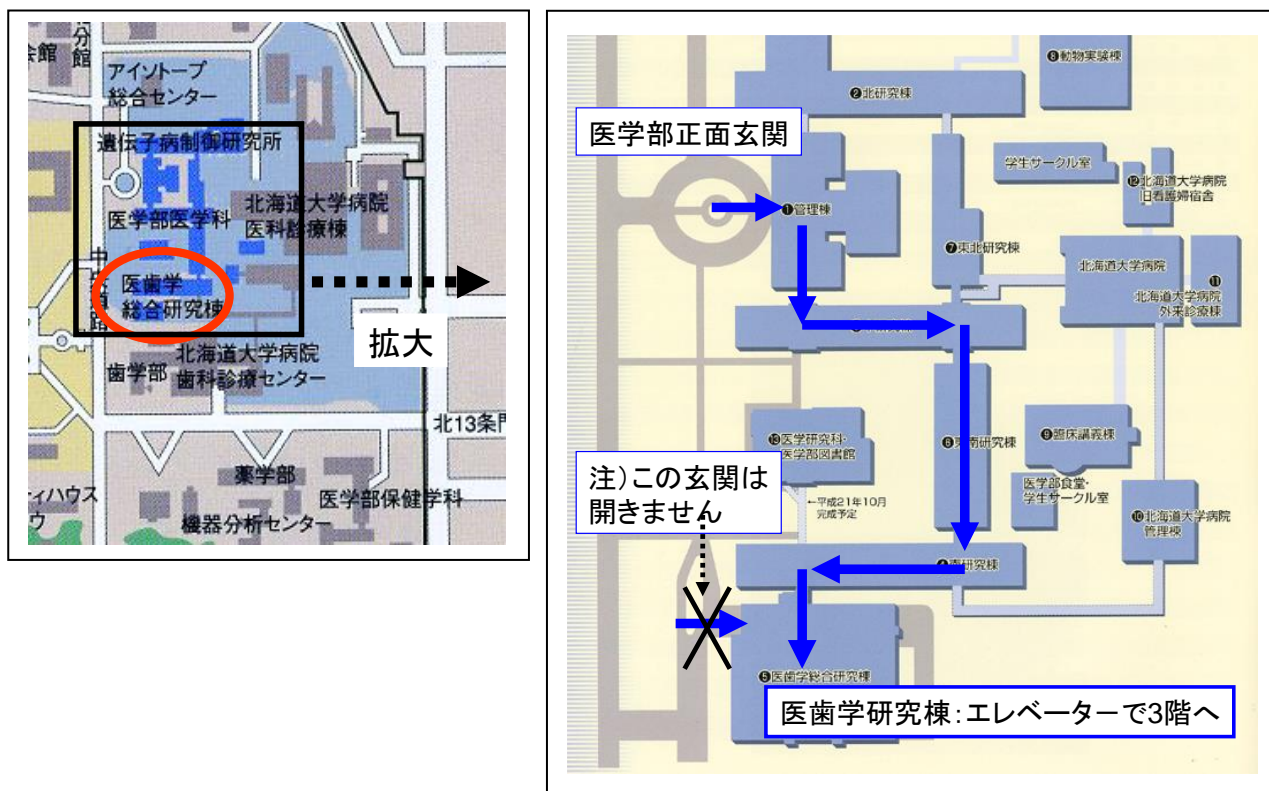 分館
会館
アイソトープ
総合センター
遺伝子病制御研究所
医学部医学科
北海道大学病院
医科診療棟
中
道
医歯学
総合研究棟
拡大
北海道大学病院
歯科診療センター
歯学部
北13条門
薬学部
ィハウス
ウ
医学部保健学科
機器分析センター
❽動物実験棟
❷北研究棟
医学部正面玄関
学生サークル室
⓬北海道大学病院
旧看護婦宿舎
❶管理棟
❼東北研究棟
北海道大学病院
⓫
北海道大学病院
外来診療棟
⓭医学研究科・
医学部図書館
❻東南研究棟
❾臨床講義棟
注)この玄関は
開きません
←平成21年10月
完成予定
医学部食堂・
学生サークル室
❿北海道大学病院
管理棟
❹南研究棟
❺医歯学総合研究棟
医歯学研究棟:エレベーターで3階へ